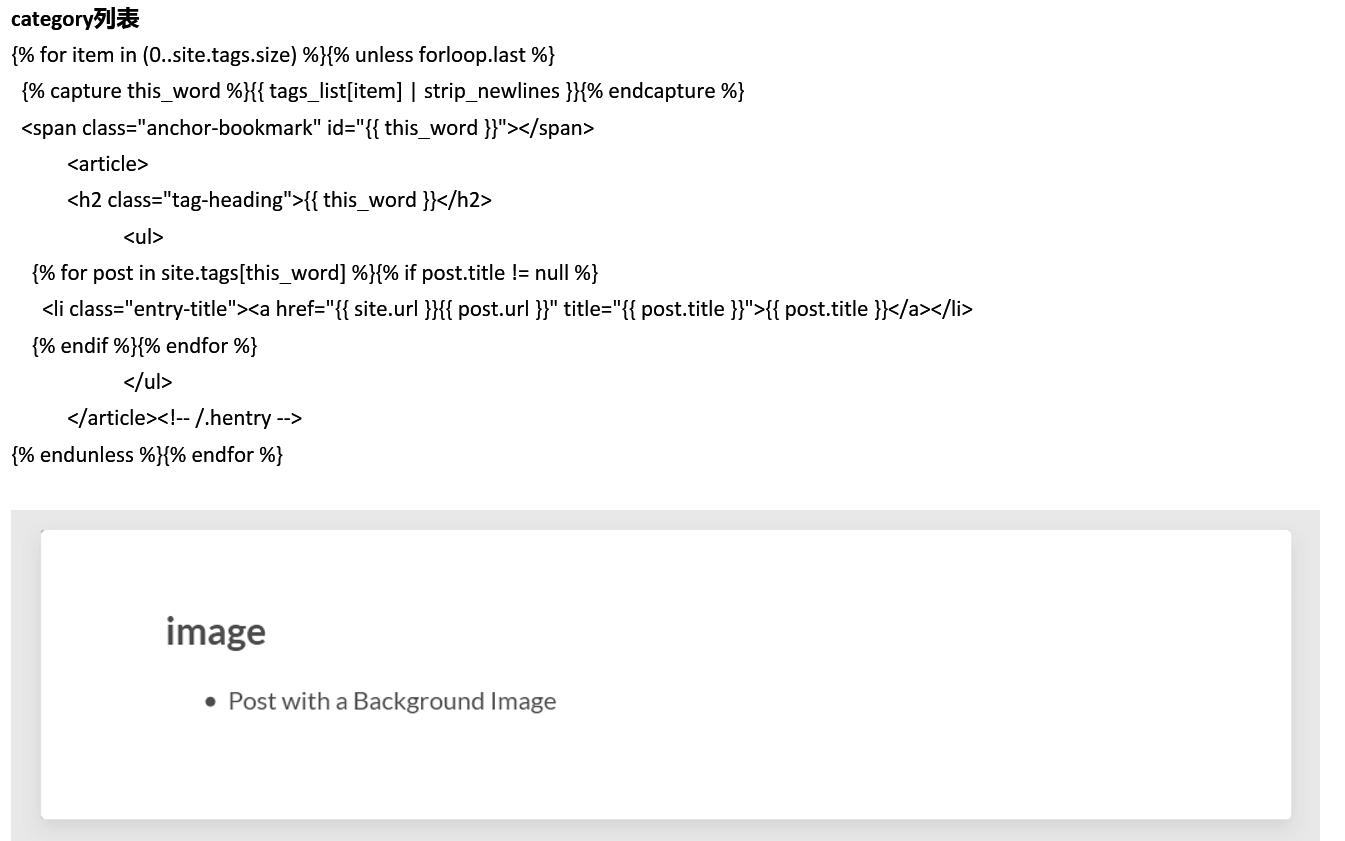 category列表
{% for item in (0..site.tags.size) %}{% unless forloop.last %}
{% capture this_word %}{{ tags_list[item] | strip_newlines }}{% endcapture %}
<span class="anchor-bookmark" id="{{ this_word }}"></span>
<article>
<h2 class="tag-heading">{{ this_word }}</h2>
<ul>
{% for post in site.tags[this_word] %}{% if post.title != null %}
<li class="entry-title"><a href="{{ site.url }}{{ post.url }}" title="{{ post.title }}">{{ post.title }}</a></li>
{% endif %}{% endfor %}
</ul>
</article><!-- /.hentry -->
{% endunless %}{% endfor %}
image
• Post with a Background Image